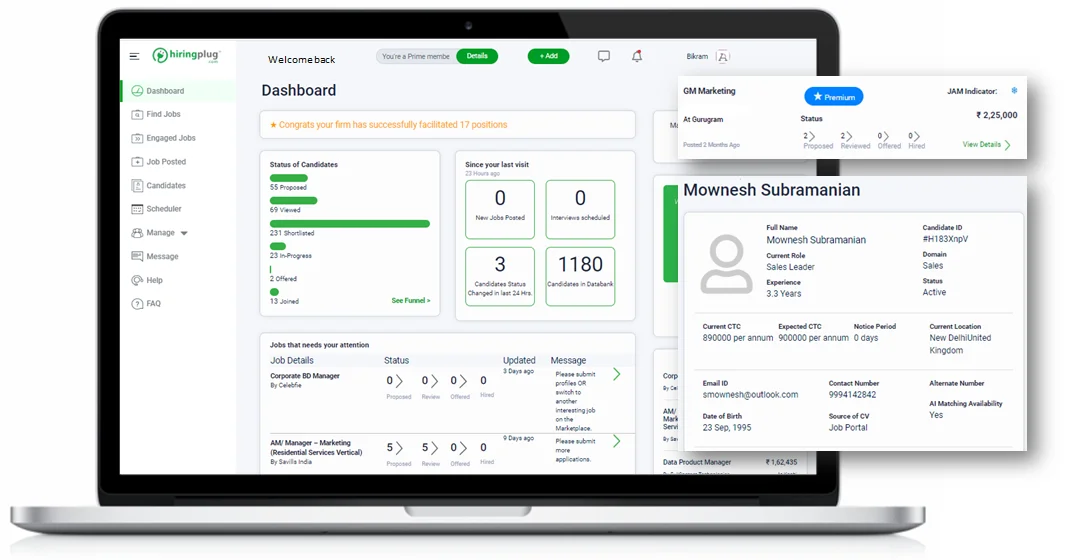 hiringplug
.com
Welcome back
You're a Prime membe
Details
+ Add
Bikram
Dashboard
Find Jobs
Engaged Jobs
Job Posted
Candidates
Scheduler
Manage
Message
Help
FAQ
Dashboard
★ Congrats your firm has successfully facilitated 17 positions
Status of Candidates
55 Proposed
69 Viewed
231 Shortlisted
23 In-Progress
2 Offered
13 Joined
See Funnel >
Since your last visit
23 Hours ago
0
New Jobs Posted
0
Interviews scheduled
3
Candidates Status
Changed in last 24 Hrs.
1180
Candidates in Databank
Jobs that needs your attention
Job Details Status Updated Message
Corporate BD Manager
By Celebfie
0 0 0 0
Proposed Review Offered Hired
3 Days ago
Please submit
profiles OR
switch to
another
interesting job
on the
Marketplace.
AM/ Manager – Marketing
(Residential Services Vertical)
By Savills India
5 5 0 0
Proposed Review Offered Hired
9 Days ago
Please submit
more
applications.
Corp
By Cel
AM/
Mark
Servi
By Sav
Data Product Manager ₹ 1,62,435
GM Marketing
★ Premium
JAM Indicator:
At Gurugram
Status
₹ 2,25,000
2 2 0 0
Proposed Reviewed Offered Hired
Posted 2 Months Ago
View Details
Mownesh Subramanian
Full Name
Mownesh Subramanian
Candidate ID
#H183XnpV
Current Role
Sales Leader
Domain
Sales
Experience
3.3 Years
Status
Active
Current CTC
890000 per annum
Expected CTC
900000 per annum
Notice Period
0 days
Current Location
New DelhiUnited
Kingdom
Email ID
smownesh@outlook.com
Contact Number
9994142842
Alternate Number
AI Matching Availability
Yes
Date of Birth
23 Sep, 1995
Source of CV
Job Portal